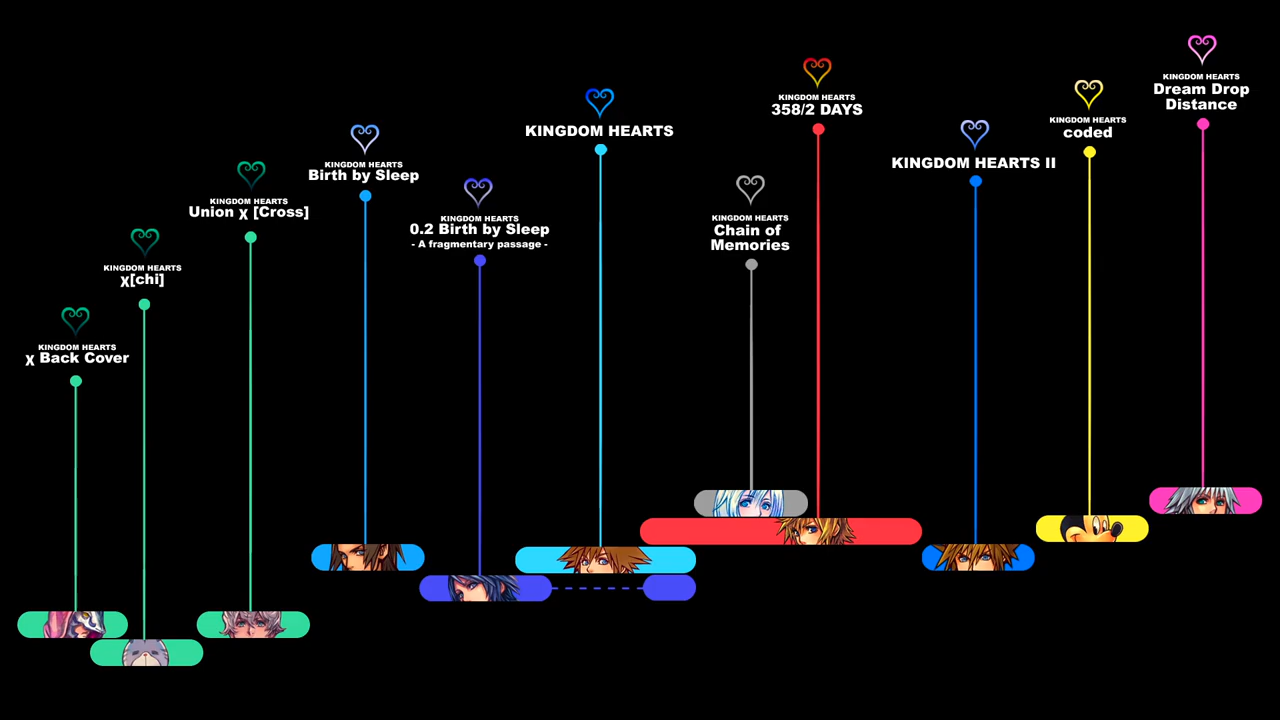 KINGDOM HEARTS
χ Back Cover
KINGDOM HEARTS
χ[chi]
KINGDOM HEARTS
Union χ [Cross]
KINGDOM HEARTS
Birth by Sleep
KINGDOM HEARTS
0.2 Birth by Sleep
- A fragmentary passage -
KINGDOM HEARTS
KINGDOM HEARTS
Chain of
Memories
KINGDOM HEARTS
358/2 DAYS
KINGDOM HEARTS II
KINGDOM HEARTS
coded
KINGDOM HEARTS
Dream Drop
Distance